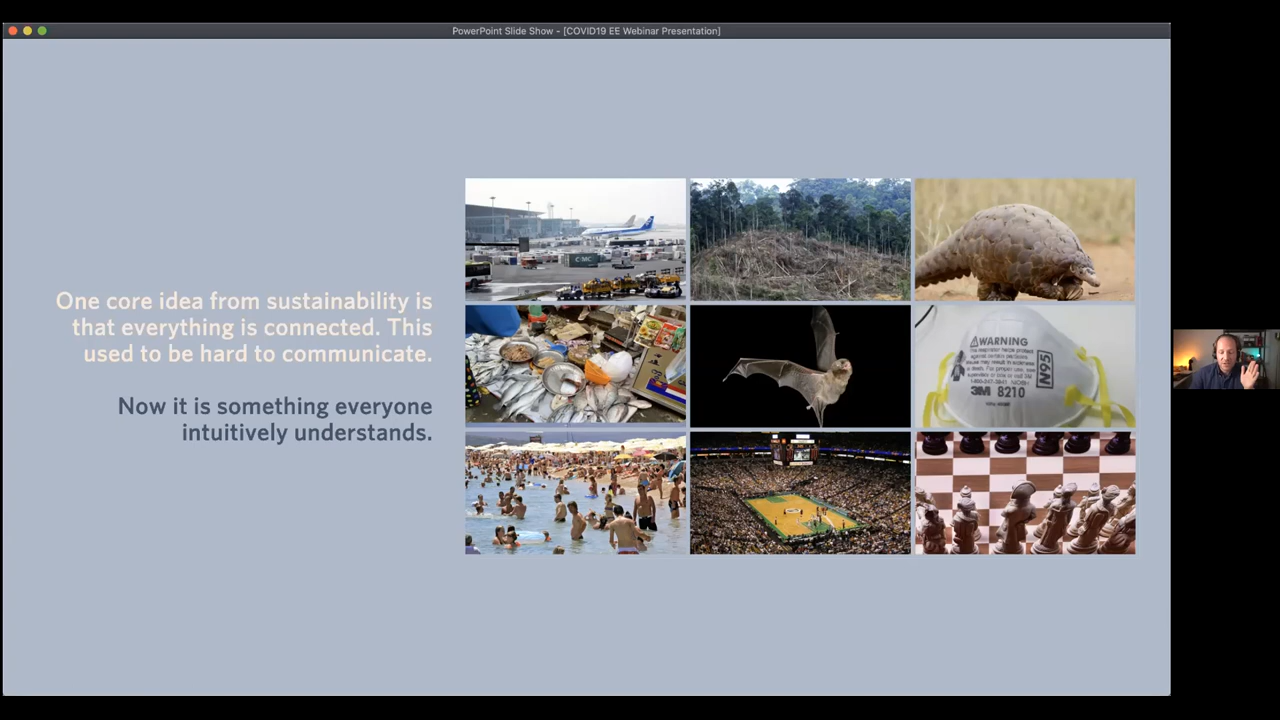 PowerPoint Slide Show - [COVID19 EE Webinar Presentation]
One core idea from sustainability is
that everything is connected. This
used to be hard to communicate.
Now it is something everyone
intuitively understands.
WARNING
N95
3M 8210